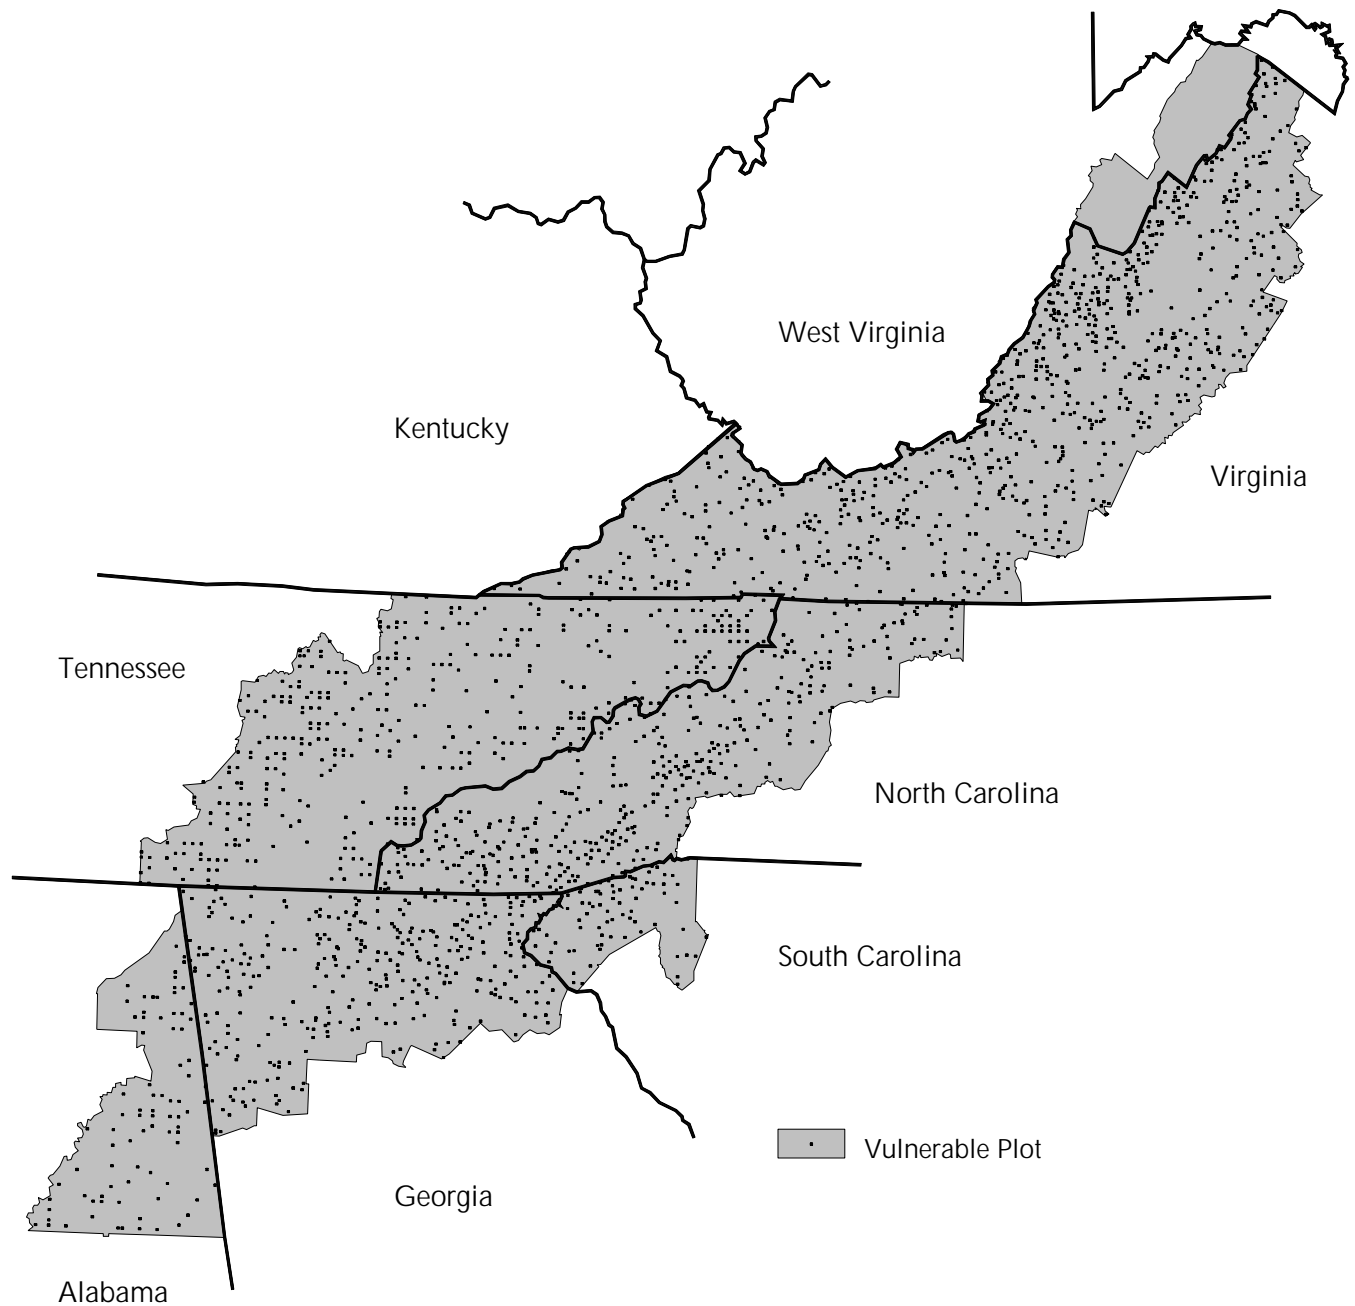 West Virginia
Kentucky
Virginia
Tennessee
North Carolina
South Carolina
Vulnerable Plot
Georgia
Alabama